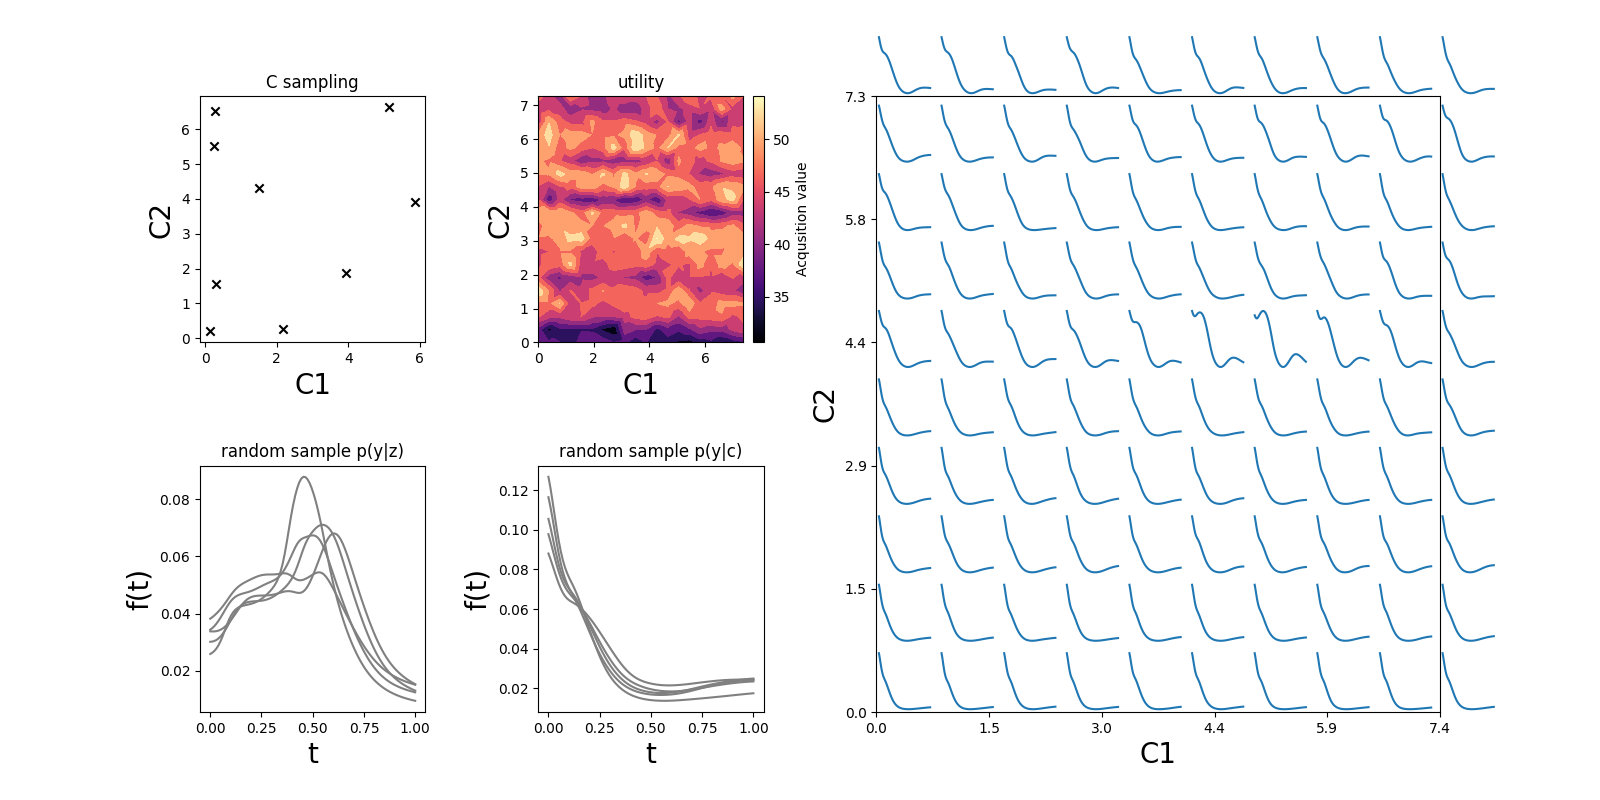 C sampling
C2
6
5
4
3
2
1
0
0 2 4 6
C1
utility
C2
7
6
5
4
3
2
1
0
0 2 4 6
C1
50
45
40
35
Acqusition value
random sample p(y|z)
f(t)
0.08
0.06
0.04
0.02
0.00 0.25 0.50 0.75 1.00
t
random sample p(y|c)
f(t)
0.12
0.10
0.08
0.06
0.04
0.02
0.00 0.25 0.50 0.75 1.00
t
C2
7.3
5.8
4.4
2.9
1.5
0.0
0.0 1.5 3.0 4.4 5.9 7.4
C1